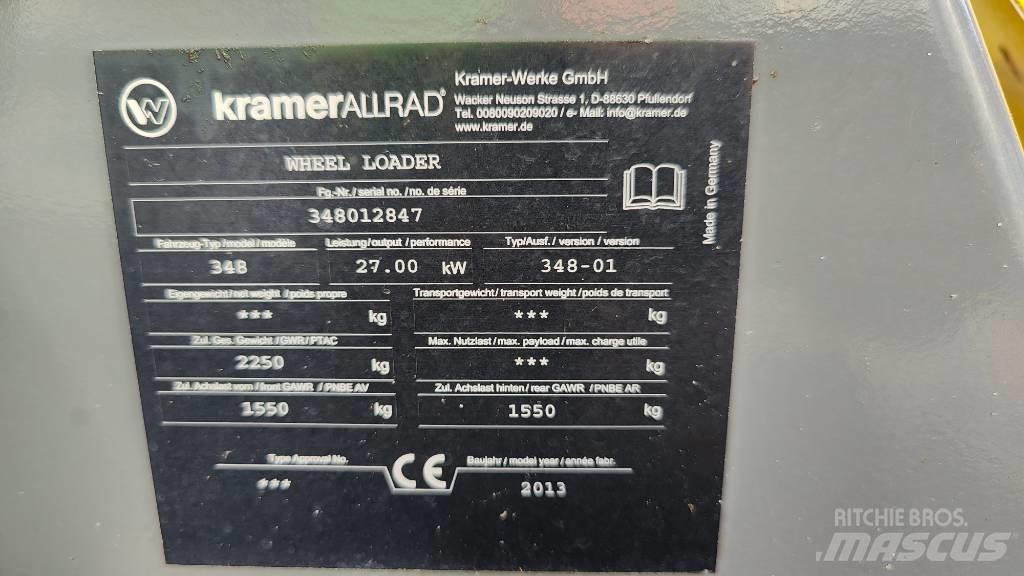 W kramerALLRAD®
Kramer-Werke GmbH
Wacker Neuson Strasse 1, D-88630 Pfullendorf
Tel. 0080090209020 / e- Mail: info@kramer.de
www.kramer.de
WHEEL LOADER
Fg.-Nr. / serial no. / no. de série
348012847
Made in Germany
Fahrzeug-Typ / model / modèle Leistung / output / performance Typ/Ausf. / version / version
348 27.00 kW 348-01
Eigengewicht / net weight / poids propre Transportgewicht / transport weight / poids de transport
*** kg *** kg
Zul. Ges. Gewicht / GWR / PTAC Max. Nutzlast / max. payload / max. charge utile
2250 kg *** kg
Zul. Achslast vorn / front GAWR / PNBE AV Zul. Achslast hinten / rear GAWR / PNBE AR
1550 kg 1550 kg
Type Approval No. CE Baujahr / model year / année fabr.
*** 2013
RITCHIE BROS.
MASCUS